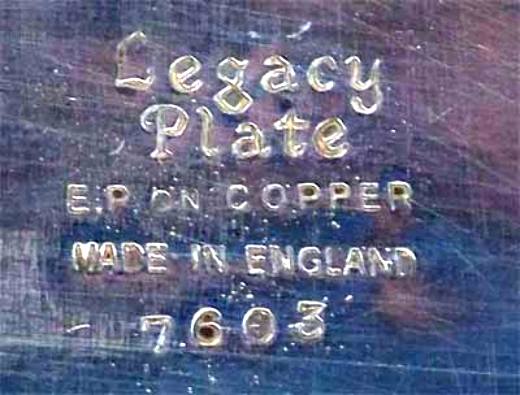 Legacy
Plate
E.P ON COPPER
MADE IN ENGLAND
7603